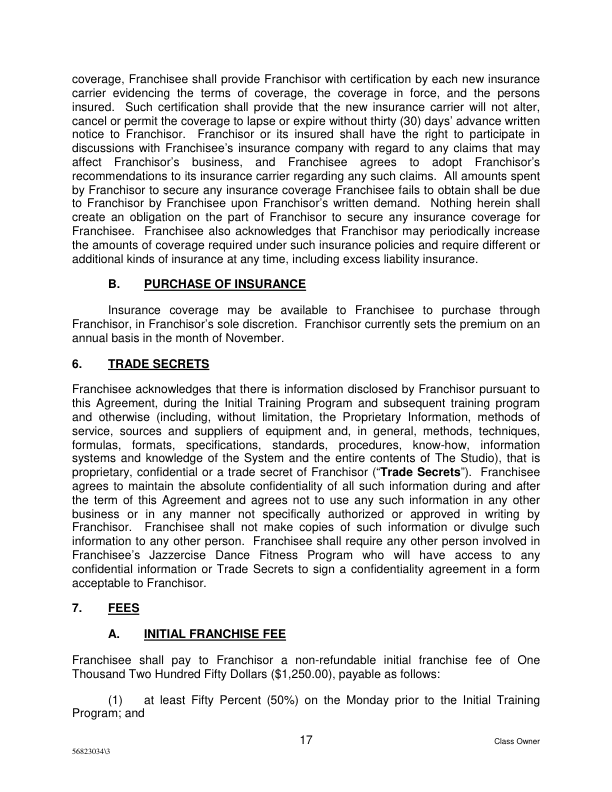 coverage, Franchisee shall provide Franchisor with certification by each new insurance
carrier evidencing the terms of coverage, the coverage in force, and the persons
insured. Such certification shall provide that the new insurance carrier will not alter,
cancel or permit the coverage to lapse or expire without thirty (30) days' advance written
notice to Franchisor. Franchisor or its insured shall have the right to participate in
discussions with Franchisee's insurance company with regard to any claims that may
affect Franchisor's business, and Franchisee agrees to adopt Franchisor's
recommendations to its insurance carrier regarding any such claims. All amounts spent
by Franchisor to secure any insurance coverage Franchisee fails to obtain shall be due
to Franchisor by Franchisee upon Franchisor's written demand. Nothing herein shall
create an obligation on the part of Franchisor to secure any insurance coverage for
Franchisee. Franchisee also acknowledges that Franchisor may periodically increase
the amounts of coverage required under such insurance policies and require different or
additional kinds of insurance at any time, including excess liability insurance.
B. PURCHASE OF INSURANCE
Insurance coverage may be available to Franchisee to purchase through
Franchisor, in Franchisor's sole discretion. Franchisor currently sets the premium on an
annual basis in the month of November.
6. TRADE SECRETS
Franchisee acknowledges that there is information disclosed by Franchisor pursuant to
this Agreement, during the Initial Training Program and subsequent training program
and otherwise (including, without limitation, the Proprietary Information, methods of
service, sources and suppliers of equipment and, in general, methods, techniques,
formulas, formats, specifications, standards, procedures, know-how, information
systems and knowledge of the System and the entire contents of The Studio), that is
proprietary, confidential or a trade secret of Franchisor ("Trade Secrets"). Franchisee
agrees to maintain the absolute confidentiality of all such information during and after
the term of this Agreement and agrees not to use any such information in any other
business or in any manner not specifically authorized or approved in writing by
Franchisor. Franchisee shall not make copies of such information or divulge such
information to any other person. Franchisee shall require any other person involved in
Franchisee's Jazzercise Dance Fitness Program who will have access to any
confidential information or Trade Secrets to sign a confidentiality agreement in a form
acceptable to Franchisor.
7. FEES
A. INITIAL FRANCHISE FEE
Franchisee shall pay to Franchisor a non-refundable initial franchise fee of One
Thousand Two Hundred Fifty Dollars ($1,250.00), payable as follows:
(1) at least Fifty Percent (50%) on the Monday prior to the Initial Training
Program; and
17
Class Owner
56823034\3